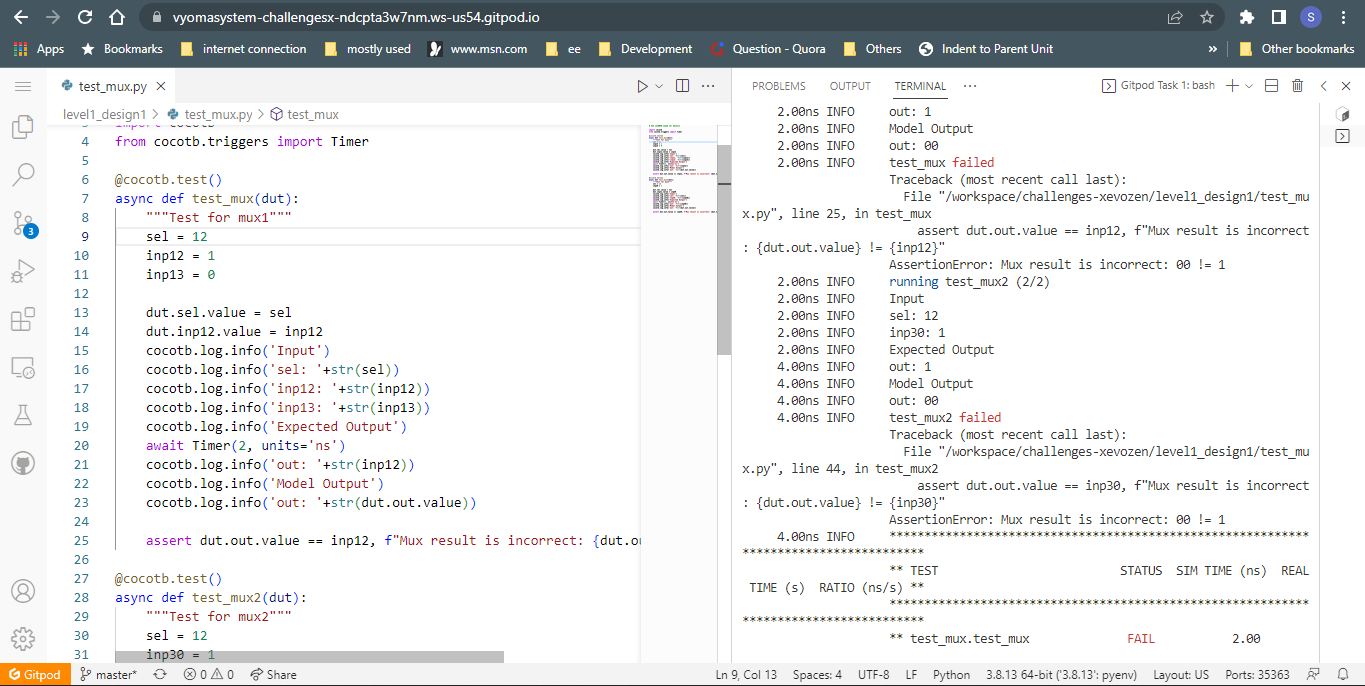 vyomasystem-challengesx-ndcpta3w7nm.ws-us54.gitpod.io
S
Apps Bookmarks internet connection mostly used www.msn.com ee Development Question - Quora Others Indent to Parent Unit » Other bookmarks
test_mux.py
level1_design1 > test_mux.py > test_mux
3 import cocotb
4 from cocotb.triggers import Timer
5
6 @cocotb.test()
7 async def test_mux(dut):
8 """Test for mux1"""
9 sel = 12
10 inp12 = 1
11 inp13 = 0
12
13 dut.sel.value = sel
14 dut.inp12.value = inp12
15 cocotb.log.info('Input')
16 cocotb.log.info('sel: '+str(sel))
17 cocotb.log.info('inp12: '+str(inp12))
18 cocotb.log.info('inp13: '+str(inp13))
19 cocotb.log.info('Expected Output')
20 await Timer(2, units='ns')
21 cocotb.log.info('out: '+str(inp12))
22 cocotb.log.info('Model Output')
23 cocotb.log.info('out: '+str(dut.out.value))
24
25 assert dut.out.value == inp12, f"Mux result is incorrect: {dut.ou
26
27 @cocotb.test()
28 async def test_mux2(dut):
29 """Test for mux2"""
30 sel = 12
31 inp30 = 1
3
PROBLEMS OUTPUT TERMINAL ··· Gitpod Task 1: bash
2.00ns INFO out: 1
2.00ns INFO Model Output
2.00ns INFO out: 00
2.00ns INFO test_mux failed
Traceback (most recent call last):
File "/workspace/challenges-xevozen/level1_design1/test_mu
x.py", line 25, in test_mux
assert dut.out.value == inp12, f"Mux result is incorrect
: {dut.out.value} != {inp12}"
AssertionError: Mux result is incorrect: 00 != 1
2.00ns INFO running test_mux2 (2/2)
2.00ns INFO Input
2.00ns INFO sel: 12
2.00ns INFO inp30: 1
2.00ns INFO Expected Output
4.00ns INFO out: 1
4.00ns INFO Model Output
4.00ns INFO out: 00
4.00ns INFO test_mux2 failed
Traceback (most recent call last):
File "/workspace/challenges-xevozen/level1_design1/test_mu
x.py", line 44, in test_mux2
assert dut.out.value == inp30, f"Mux result is incorrect
: {dut.out.value} != {inp30}"
AssertionError: Mux result is incorrect: 00 != 1
4.00ns INFO ************************************************************
**************************
** TEST STATUS SIM TIME (ns) REAL
TIME (s) RATIO (ns/s) **
************************************************************
**************************
** test_mux.test_mux FAIL 2.00
Gitpod master* 0 0 Share Ln 9, Col 13 Spaces: 4 UTF-8 LF Python 3.8.13 64-bit ('3.8.13': pyenv) Layout: US Ports: 35363